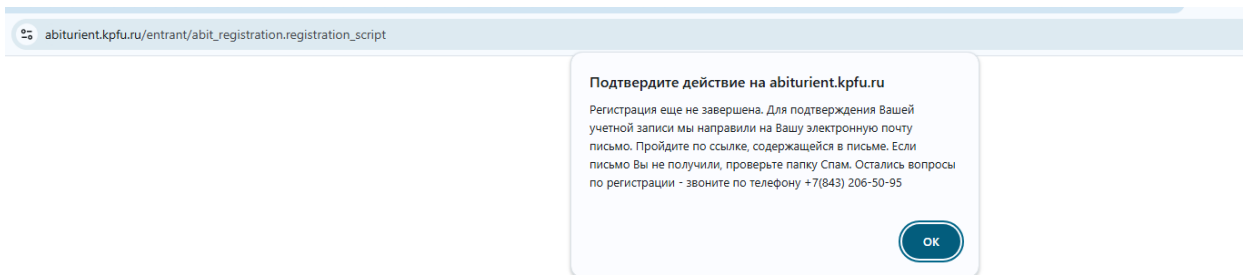 abiturient.kpfu.ru/entrant/abit_registration.registration_script
Подтвердите действие на abiturient.kpfu.ru
Регистрация еще не завершена. Для подтверждения Вашей
учетной записи мы направили на Вашу электронную почту
письмо. Пройдите по ссылке, содержащейся в письме. Если
письмо Вы не получили, проверьте папку Спам. Остались вопросы
по регистрации - звоните по телефону +7(843) 206-50-95
ОК